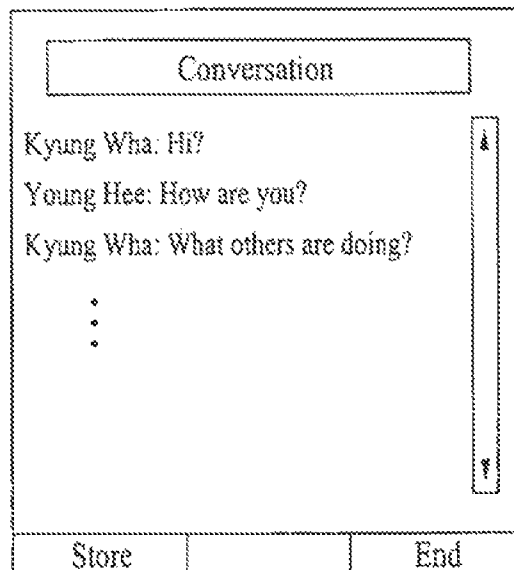 Conversation
Kyung Wha: Hi?
Young Hee: How are you?
Kyung Wha: What others are doing?
Store End